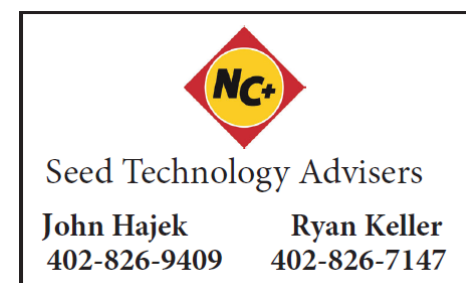 NC+
Seed Technology Advisers
John Hajek Ryan Keller
402-826-9409 402-826-7147